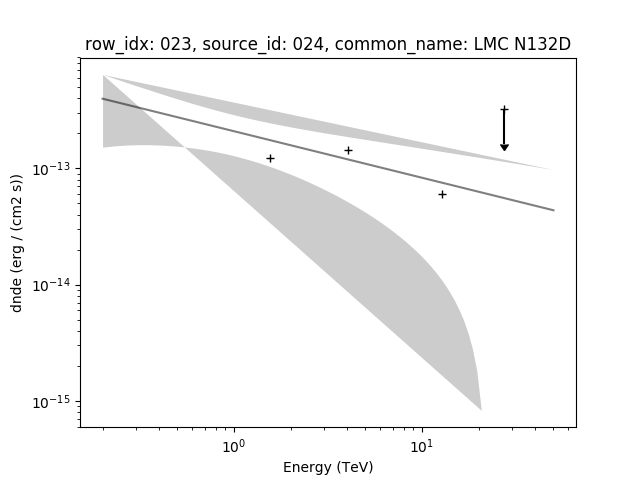 row_idx: 023, source_id: 024, common_name: LMC N132D
dnde (erg / (cm2 s))
10⁻¹³
10⁻¹⁴
10⁻¹⁵
10⁰ 10¹
Energy (TeV)